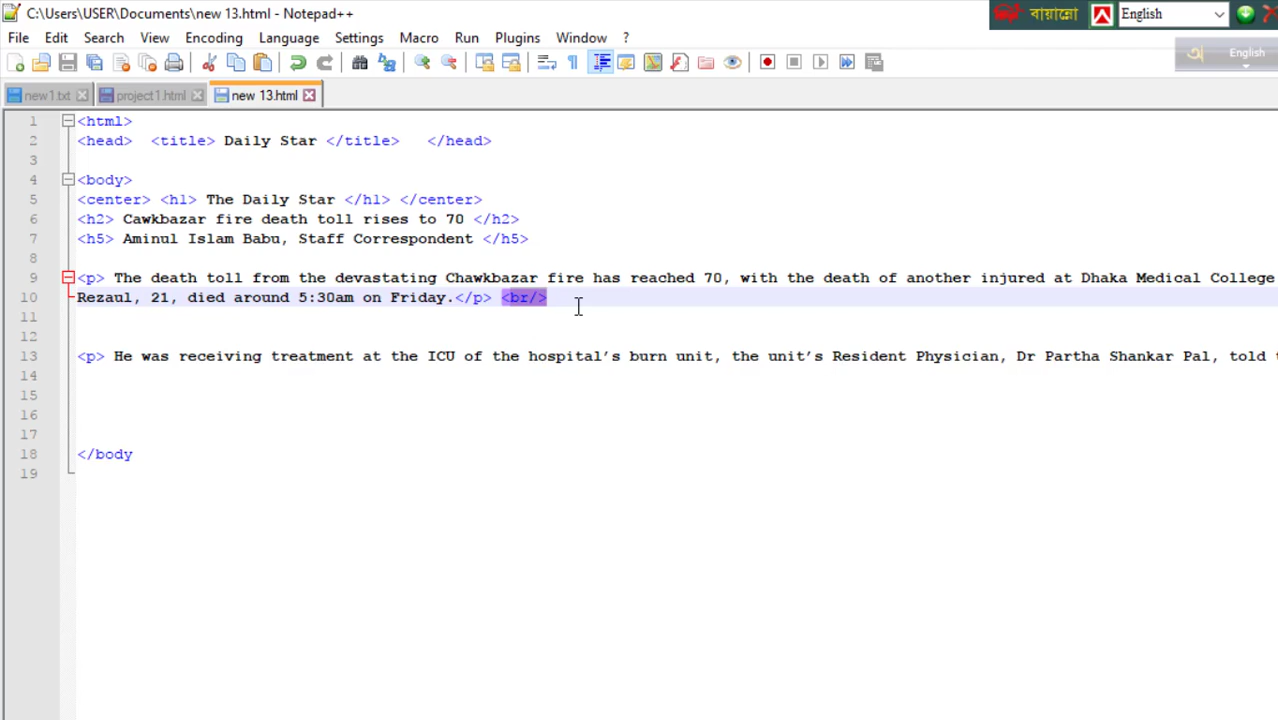 C:\Users\USER\Documents\new 13.html - Notepad++
বায়ান্নো
English
File Edit Search View Encoding Language Settings Macro Run Plugins Window ?
অ English
new1.txt project1.html new 13.html
1 <html>
2 <head> <title> Daily Star </title> </head>
3
4 <body>
5 <center> <h1> The Daily Star </h1> </center>
6 <h2> Cawkbazar fire death toll rises to 70 </h2>
7 <h5> Aminul Islam Babu, Staff Correspondent </h5>
8
9 <p> The death toll from the devastating Chawkbazar fire has reached 70, with the death of another injured at Dhaka Medical College
10 Rezaul, 21, died around 5:30am on Friday.</p> <br/>
11
12
13 <p> He was receiving treatment at the ICU of the hospital’s burn unit, the unit’s Resident Physician, Dr Partha Shankar Pal, told
14
15
16
17
18 </body
19